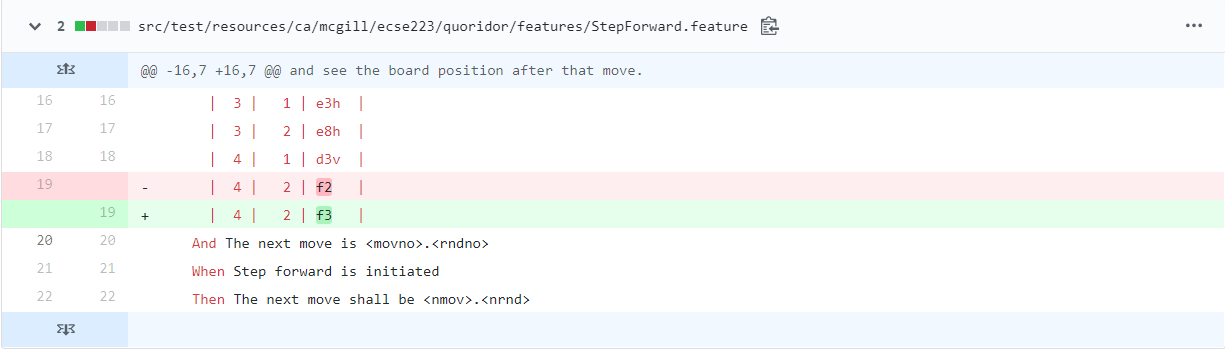 2 src/test/resources/ca/mcgill/ecse223/quoridor/features/StepForward.feature ...
@@ -16,7 +16,7 @@ and see the board position after that move.
16 16 | 3 | 1 | e3h |
17 17 | 3 | 2 | e8h |
18 18 | 4 | 1 | d3v |
19 - | 4 | 2 | f2 |
19 + | 4 | 2 | f3 |
20 20 And The next move is <movno>.<rndno>
21 21 When Step forward is initiated
22 22 Then The next move shall be <nmov>.<nrnd>